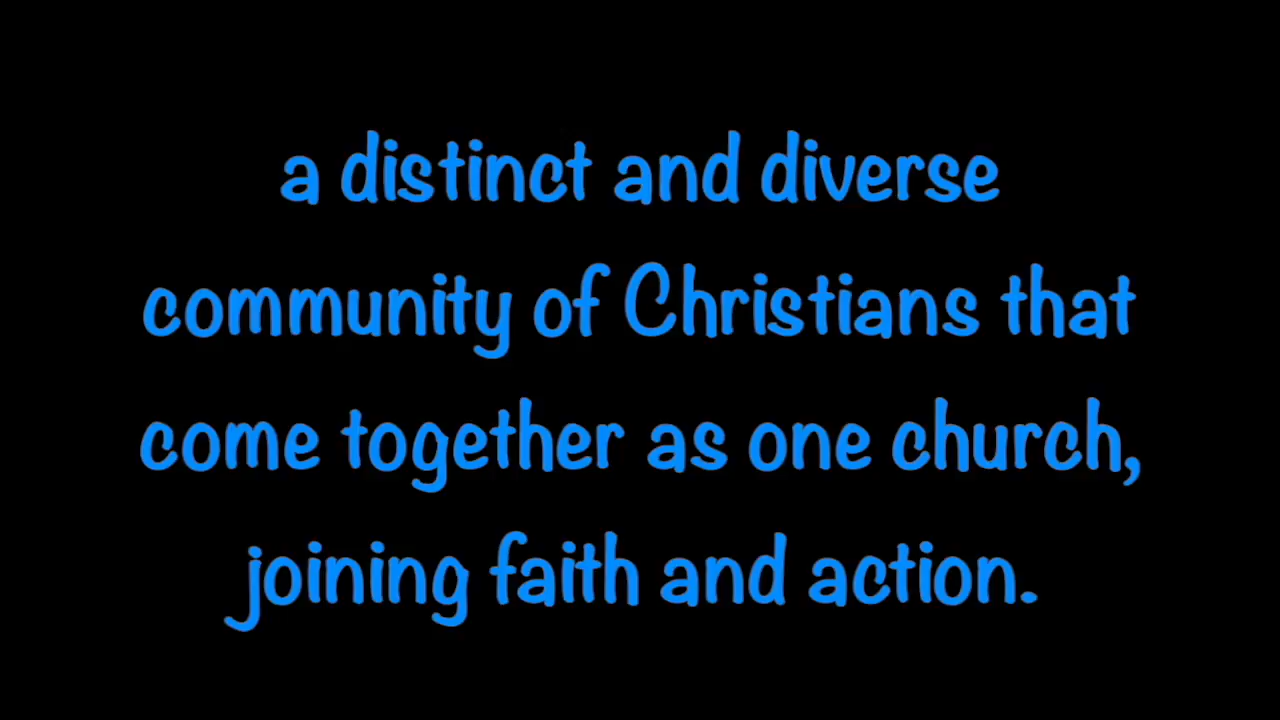 a distinct and diverse
community of Christians that
come together as one church,
joining faith and action.